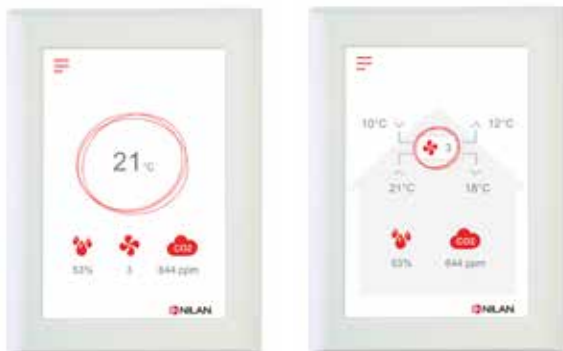 21 °C
53% 3 CO2 644 ppm
NILAN
10°C 12°C
3
21°C 18°C
CO2
53% 644 ppm
NILAN